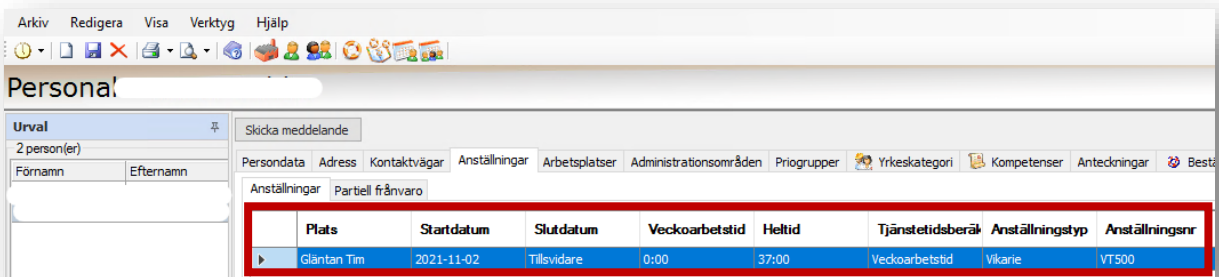 Arkiv Redigera Visa Verktyg Hjälp
Personal
Urval
2 person(er)
Förnamn Efternamn
Skicka meddelande
Persondata Adress Kontaktvägar Anställningar Arbetsplatser Administrationsområden Priogrupper Yrkeskategori Kompetenser Anteckningar Bestä
Anställningar Partiell frånvaro
Plats Startdatum Slutdatum Veckoarbetstid Heltid Tjänstetidsberäk Anställningstyp Anställningsnr
Gläntan Tim 2021-11-02 Tillsvidare 0:00 37:00 Veckoarbetstid Vikarie VT500